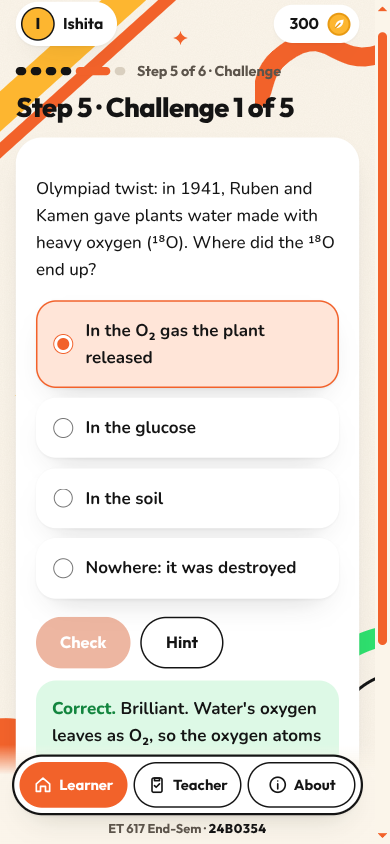 I Ishita 300
Step 5 of 6 · Challenge
Step 5 · Challenge 1 of 5
Olympiad twist: in 1941, Ruben and
Kamen gave plants water made with
heavy oxygen (¹⁸O). Where did the ¹⁸O
end up?
In the O₂ gas the plant
released
In the glucose
In the soil
Nowhere: it was destroyed
Check Hint
Correct. Brilliant. Water's oxygen
leaves as O₂, so the oxygen atoms
Learner Teacher About
ET 617 End-Sem · 24B0354